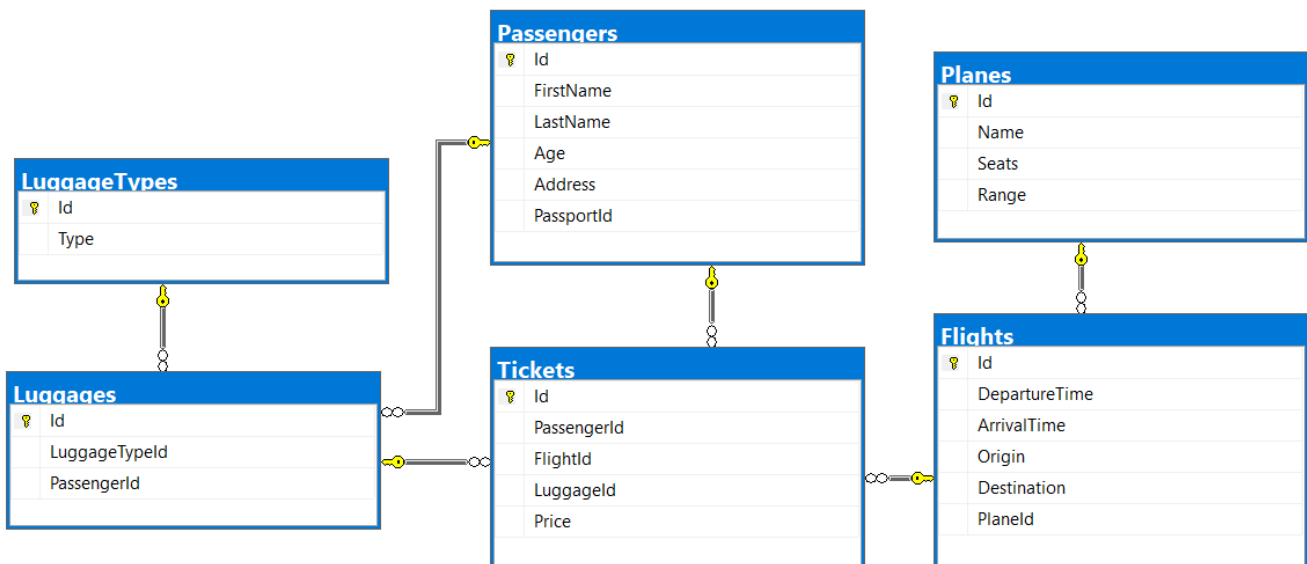 Passengers
Id
FirstName
LastName
Age
Address
PassportId
Planes
Id
Name
Seats
Range
LuggageTypes
Id
Type
Luggages
Id
LuggageTypeId
PassengerId
Tickets
Id
PassengerId
FlightId
LuggageId
Price
Flights
Id
DepartureTime
ArrivalTime
Origin
Destination
PlaneId